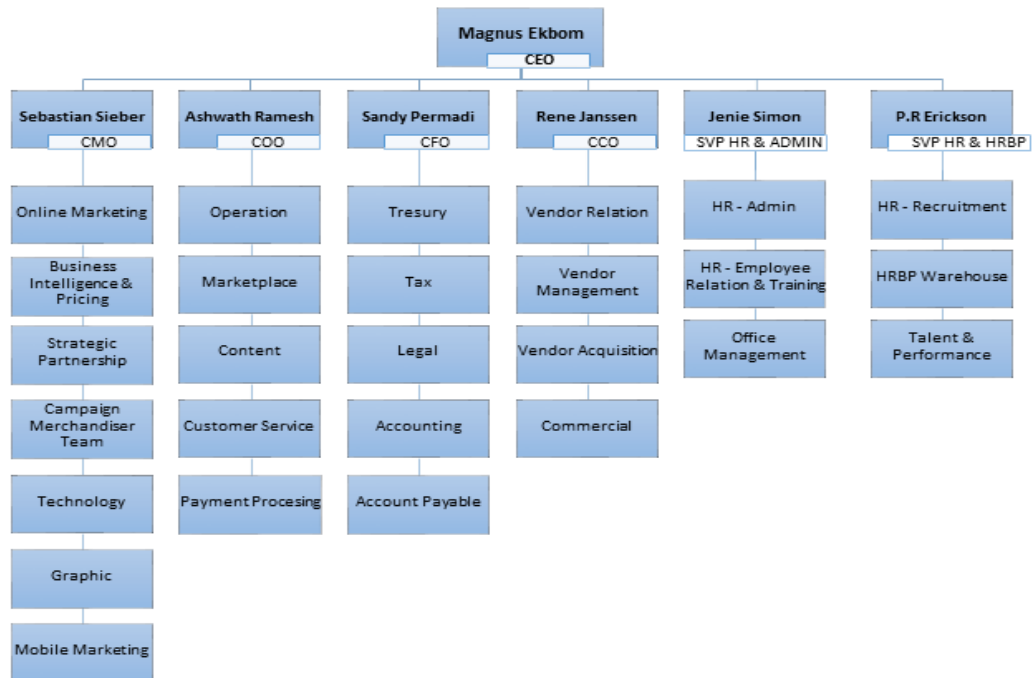 Magnus Ekbom
CEO
Sebastian Sieber
CMO
Online Marketing
Business
Intelligence &
Pricing
Strategic
Partnership
Campaign
Merchandiser
Team
Technology
Graphic
Mobile Marketing
Ashwath Ramesh
COO
Operation
Marketplace
Content
Customer Service
Payment Procesing
Sandy Permadi
CFO
Tresury
Tax
Legal
Accounting
Account Payable
Rene Janssen
CCO
Vendor Relation
Vendor
Management
Vendor Acquisition
Commercial
Jenie Simon
SVP HR & ADMIN
HR - Admin
HR - Employee
Relation & Training
Office
Management
P.R Erickson
SVP HR & HRBP
HR - Recruitment
HRBP Warehouse
Talent &
Performance